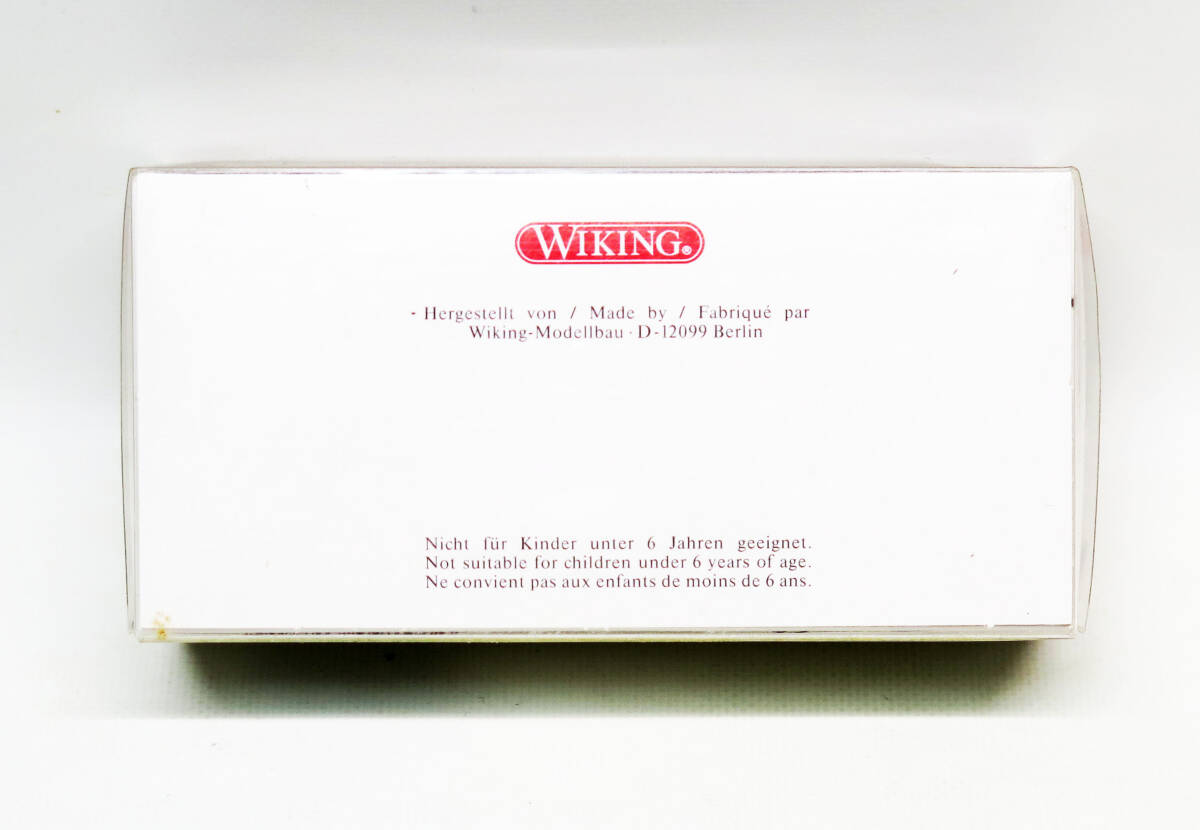 WIKING®
- Hergestellt von / Made by / Fabriqué par
Wiking-Modellbau · D-12099 Berlin
Nicht für Kinder unter 6 Jahren geeignet.
Not suitable for children under 6 years of age.
Ne convient pas aux enfants de moins de 6 ans.